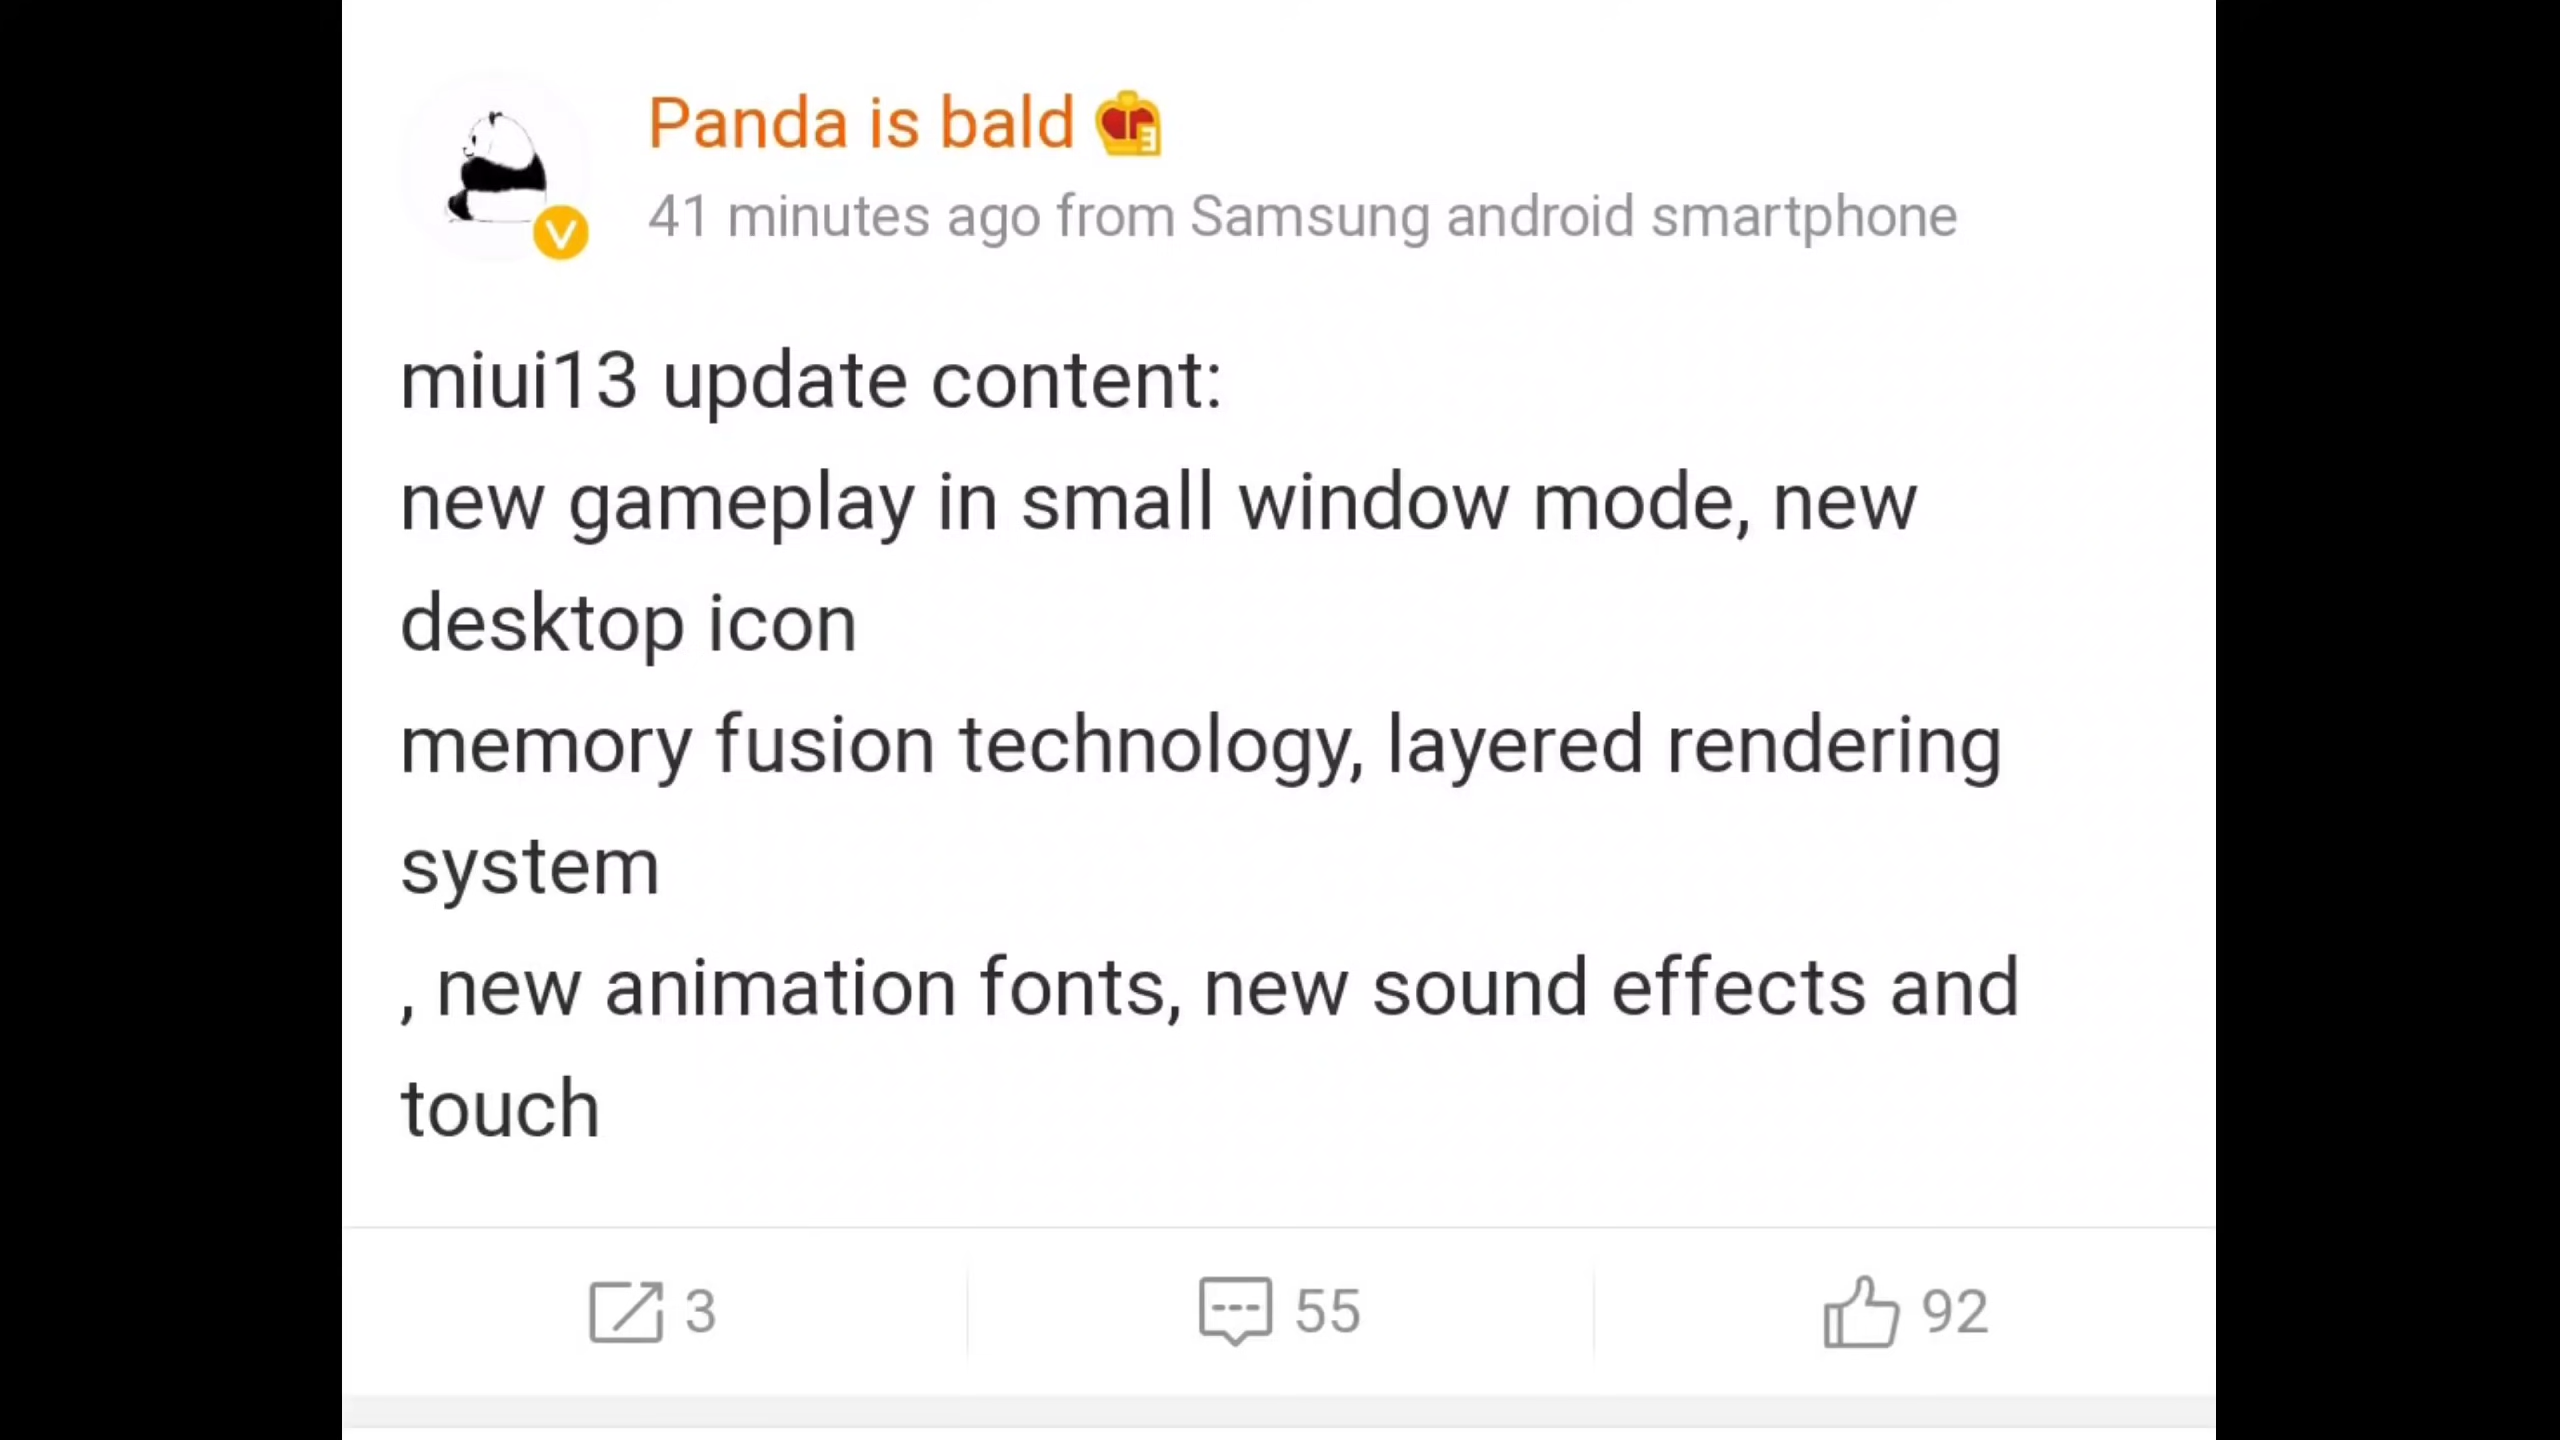 Panda is bald
41 minutes ago from Samsung android smartphone
miui13 update content:
new gameplay in small window mode, new
desktop icon
memory fusion technology, layered rendering
system
, new animation fonts, new sound effects and
touch
3
55
92